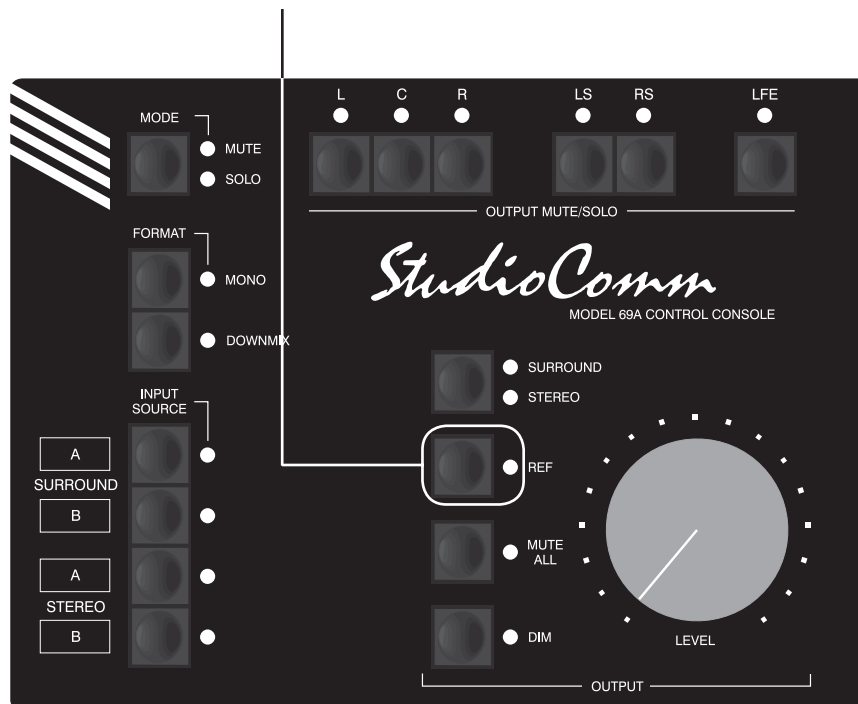 L C R LS RS LFE
MODE
MUTE
SOLO
OUTPUT MUTE/SOLO
FORMAT
MONO
DOWNMIX
StudioComm
MODEL 69A CONTROL CONSOLE
SURROUND
STEREO
INPUT
SOURCE
A
SURROUND
B
A
STEREO
B
REF
MUTE
ALL
DIM
LEVEL
OUTPUT